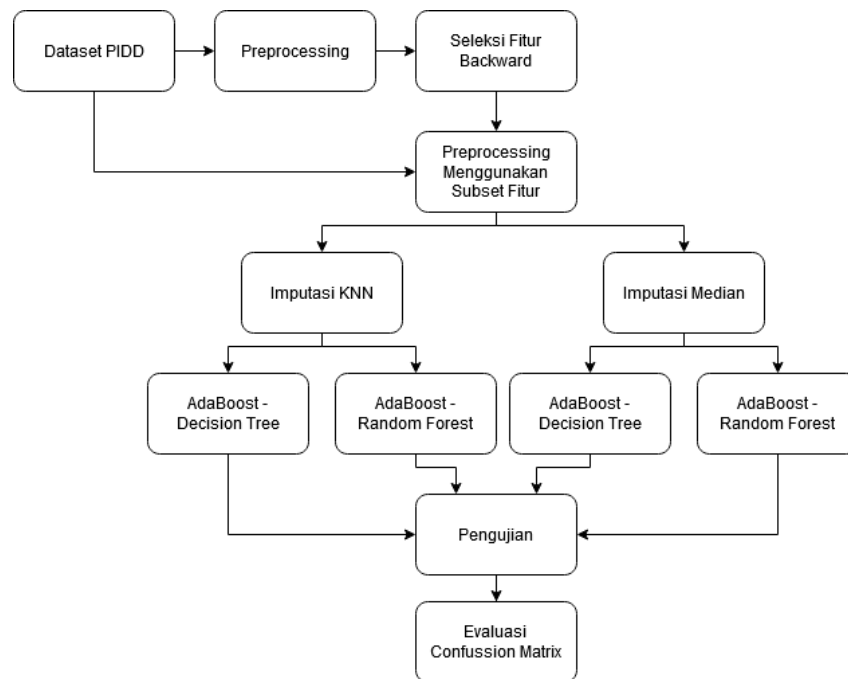 Dataset PIDD
Preprocessing
Seleksi Fitur
Backward
Preprocessing
Menggunakan
Subset Fitur
Imputasi KNN
Imputasi Median
AdaBoost -
Decision Tree
AdaBoost -
Random Forest
AdaBoost -
Decision Tree
AdaBoost -
Random Forest
Pengujian
Evaluasi
Confussion Matrix